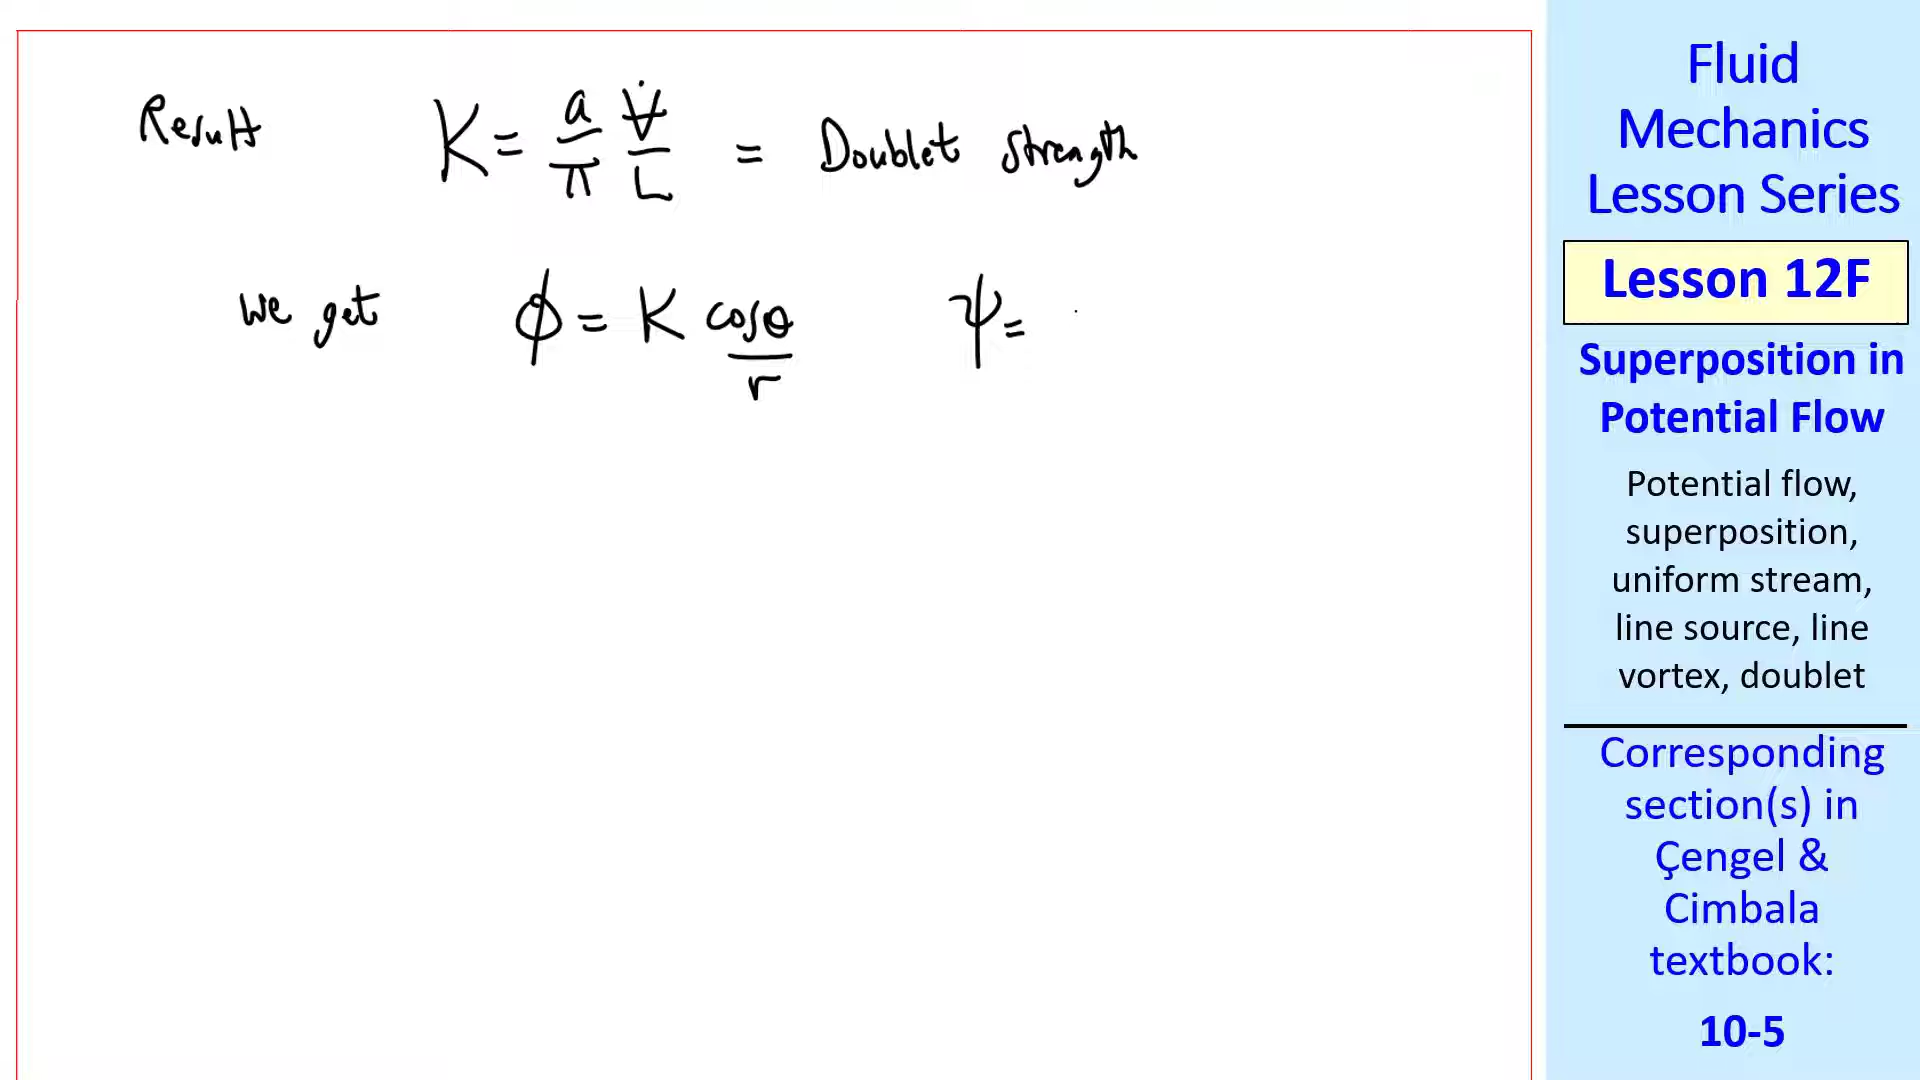 Result K = a/π V̇/L = Doublet strength
We get ϕ = K cosθ/r ψ =
Fluid
Mechanics
Lesson Series
Lesson 12F
Superposition in
Potential Flow
Potential flow,
superposition,
uniform stream,
line source, line
vortex, doublet
Corresponding
section(s) in
Çengel &
Cimbala
textbook:
10-5